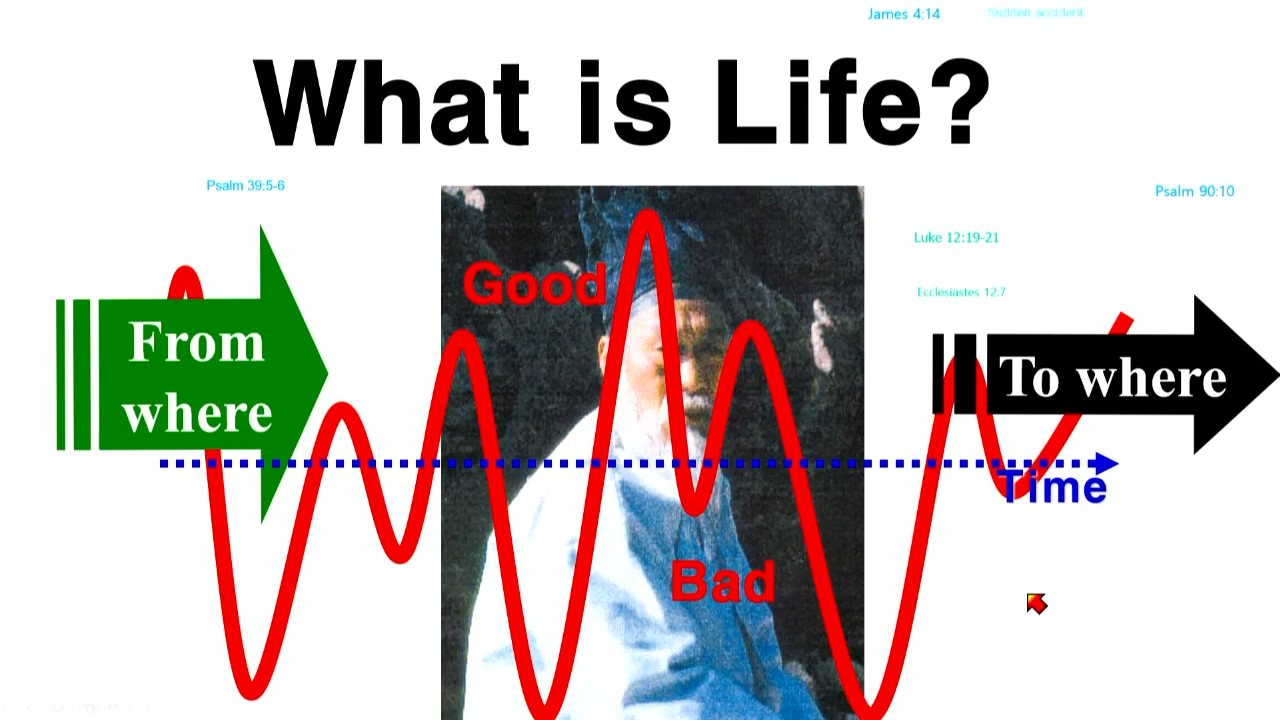 James 4:14
Sudden accident
What is Life?
Psalm 39:5-6
Psalm 90:10
Luke 12:19-21
Good
Ecclesiastes 12:7
From
where
To where
Time
Bad